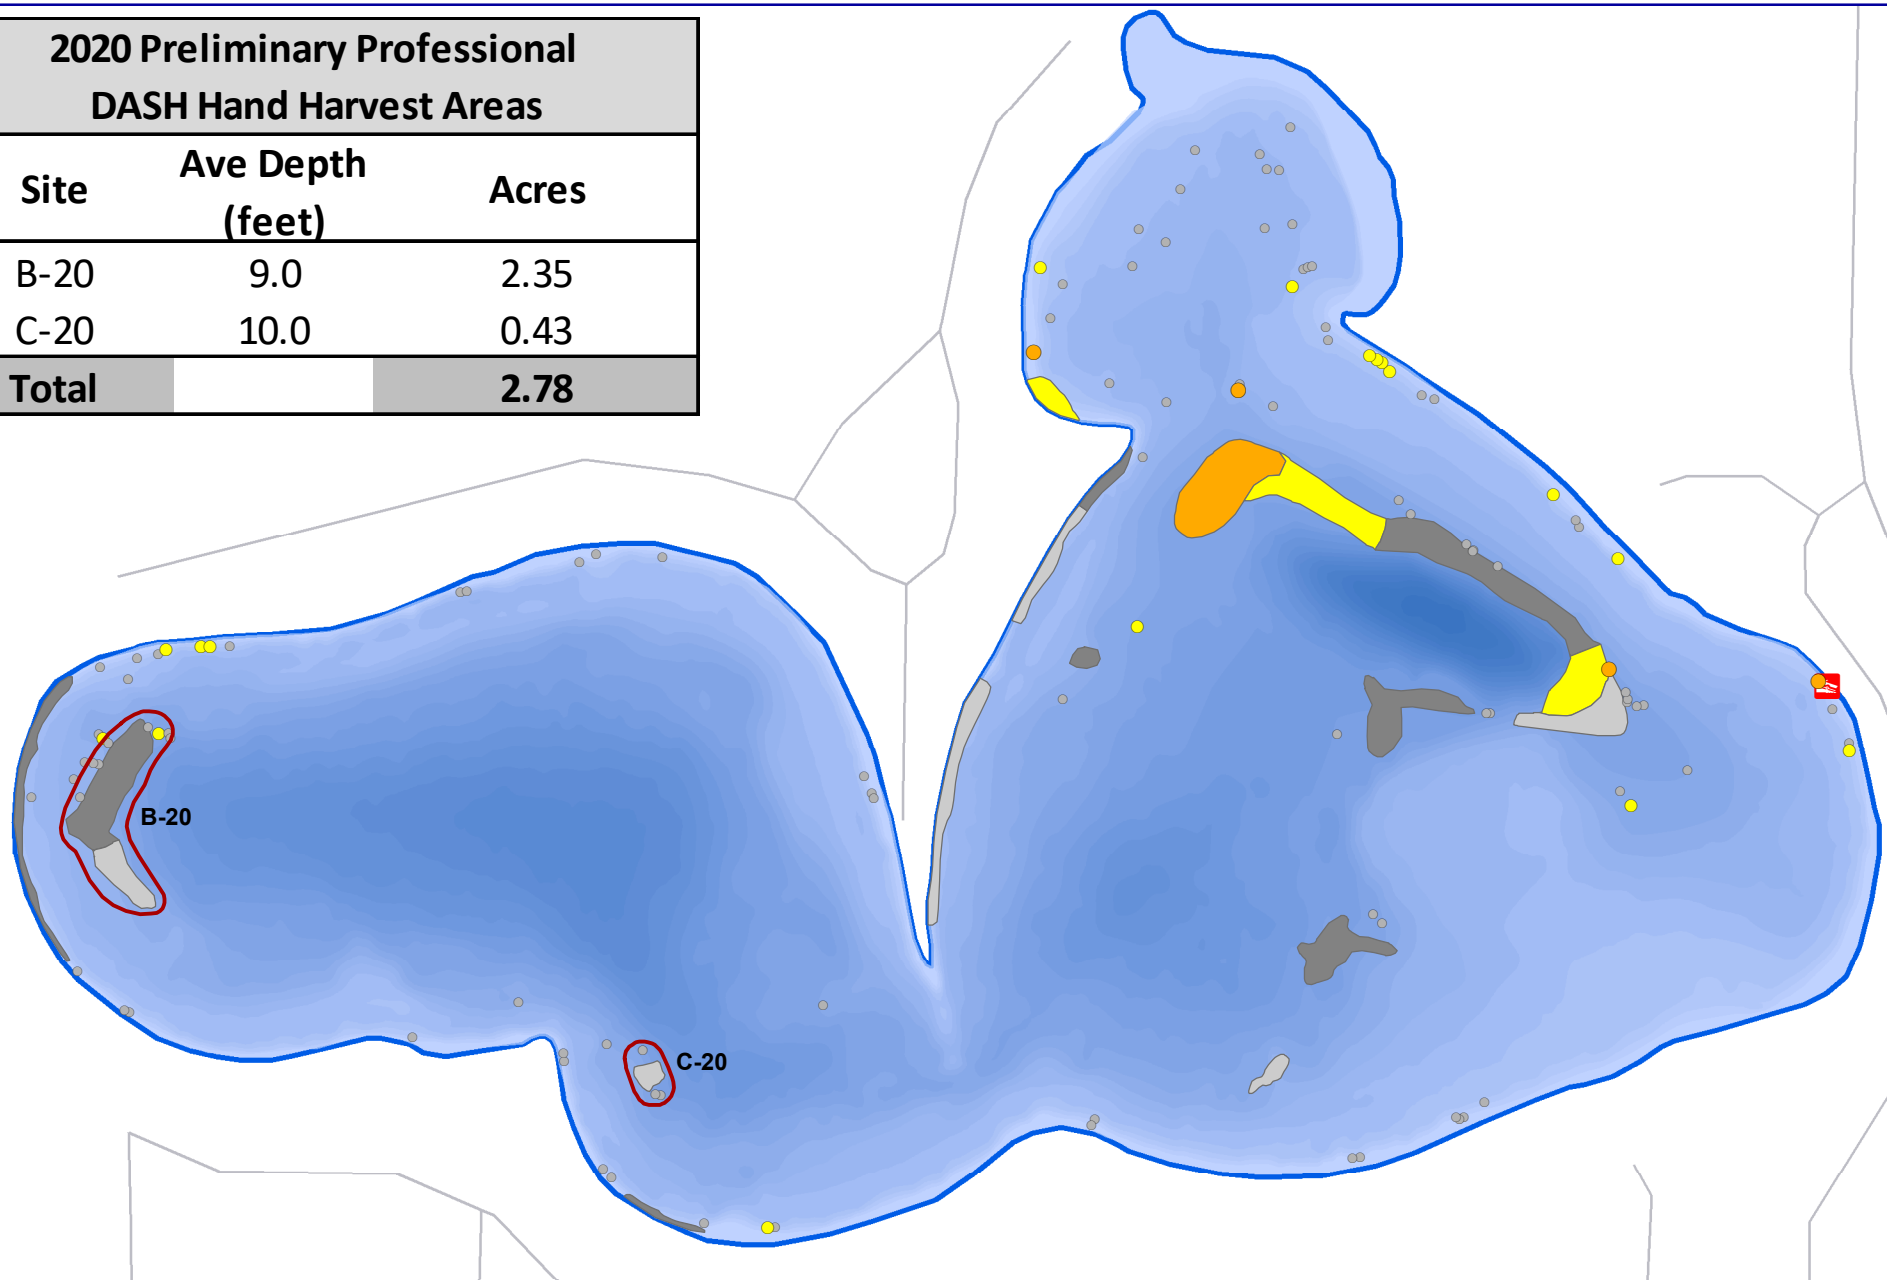 2020 Preliminary Professional
DASH Hand Harvest Areas
Site Ave Depth (feet) Acres
B-20 9.0 2.35
C-20 10.0 0.43
Total 2.78
B-20
C-20